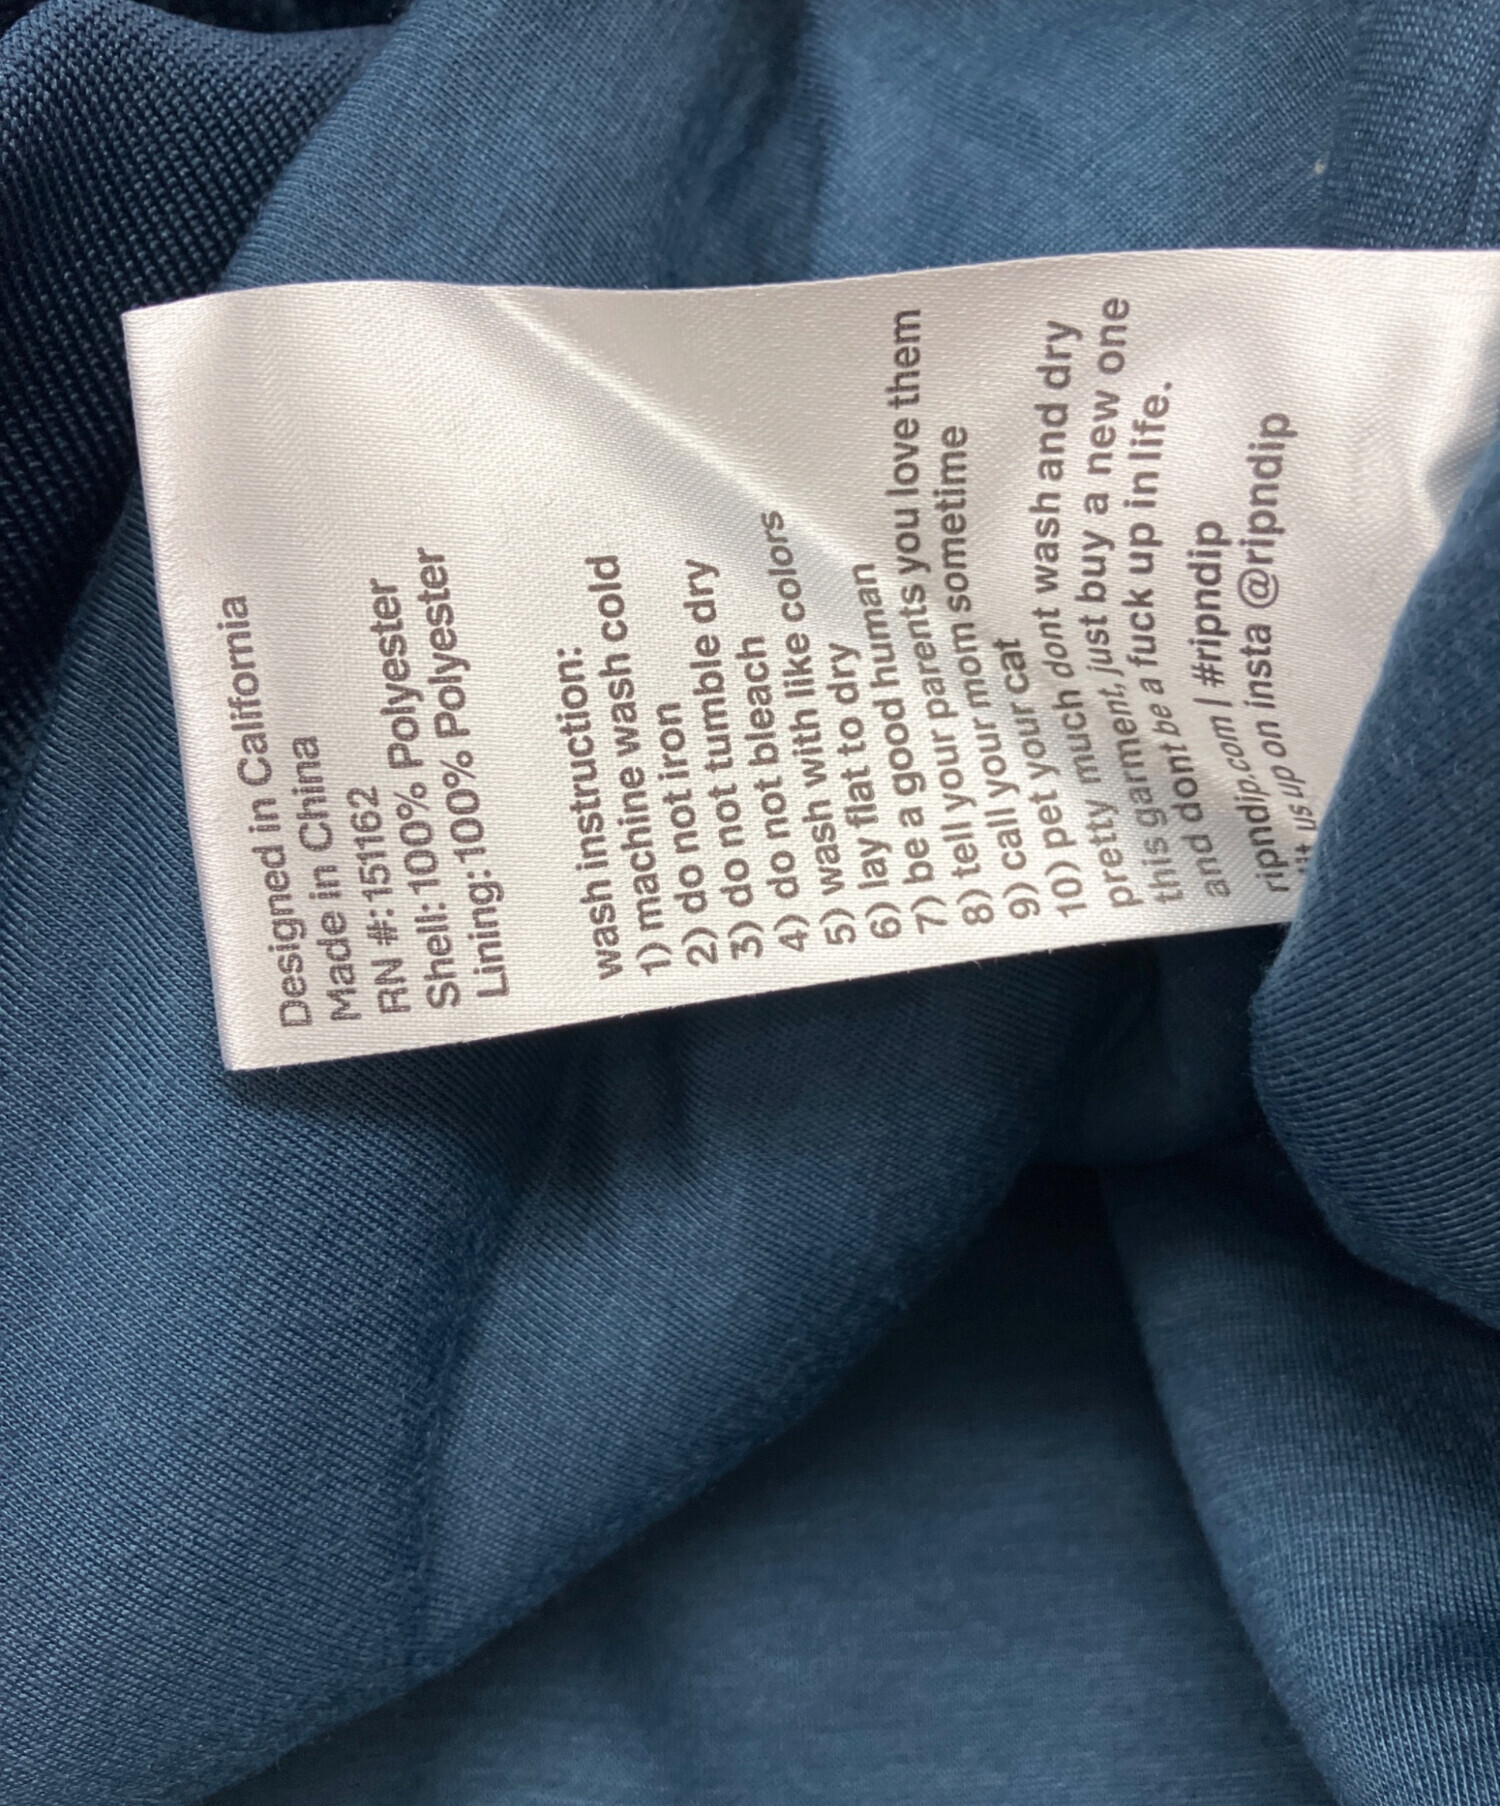 Designed in California
Made in China
RN #: 151162
Shell: 100% Polyester
Lining: 100% Polyester
wash instruction:
1) machine wash cold
2) do not iron
3) do not tumble dry
4) do not bleach
5) wash with like colors
6) lay flat to dry
7) be a good human
8) tell your parents you love them
9) call your mom sometime
10) pet your cat
pretty much dont wash and dry
this garment, just buy a new one
and dont be a fuck up in life.
ripndip.com | #ripndip
us up on insta @ripndip